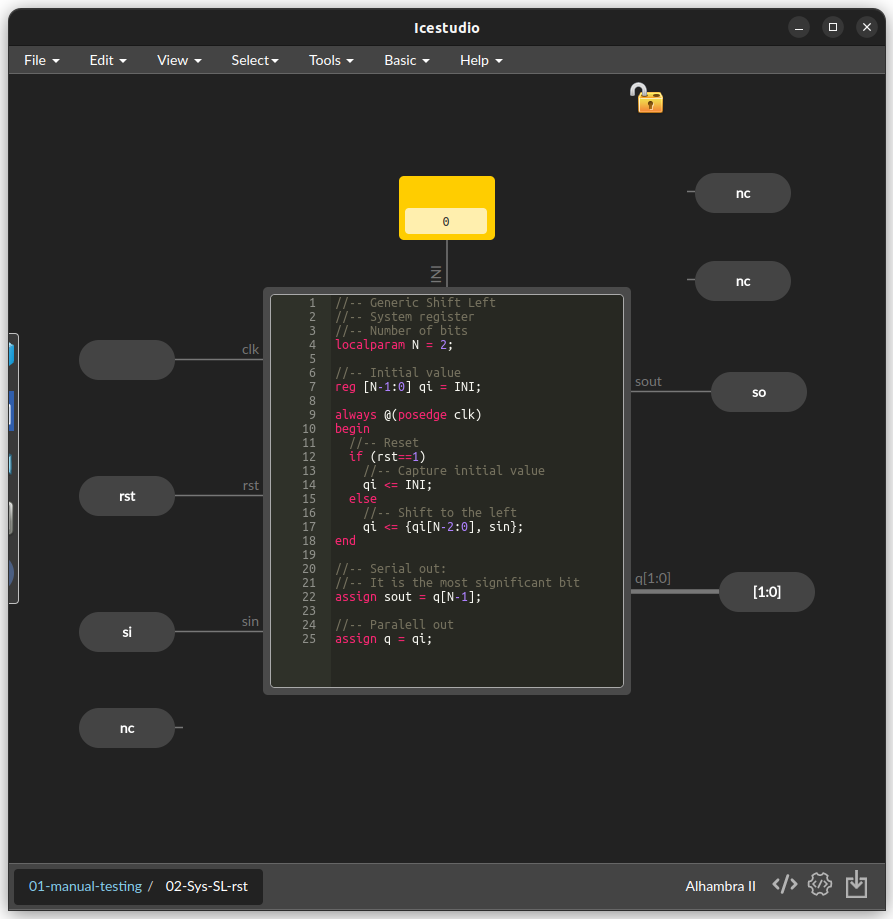 Icestudio
File Edit View Select Tools Basic Help
nc
0
nc
INI
1 //-- Generic Shift Left
2 //-- System register
3 //-- Number of bits
4 localparam N = 2;
5
6 //-- Initial value
7 reg [N-1:0] qi = INI;
8
9 always @(posedge clk)
10 begin
11 //-- Reset
12 if (rst==1)
13 //-- Capture initial value
14 qi <= INI;
15 else
16 //-- Shift to the left
17 qi <= {qi[N-2:0], sin};
18 end
19
20 //-- Serial out:
21 //-- It is the most significant bit
22 assign sout = q[N-1];
23
24 //-- Paralell out
25 assign q = qi;
clk
rst
rst
sin
si
nc
sout
so
q[1:0]
[1:0]
01-manual-testing / 02-Sys-SL-rst
Alhambra II